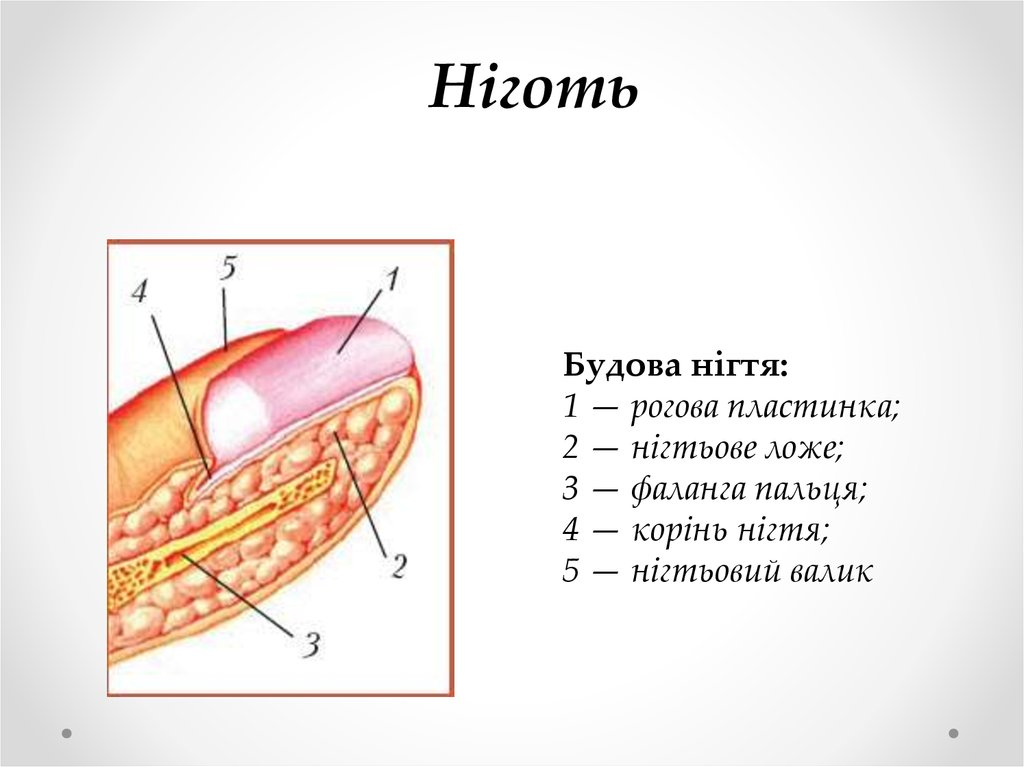 Ніготь
5
4
1
2
3
Будова нігтя:
1 — рогова пластинка;
2 — нігтьове ложе;
3 — фаланга пальця;
4 — корінь нігтя;
5 — нігтьовий валик